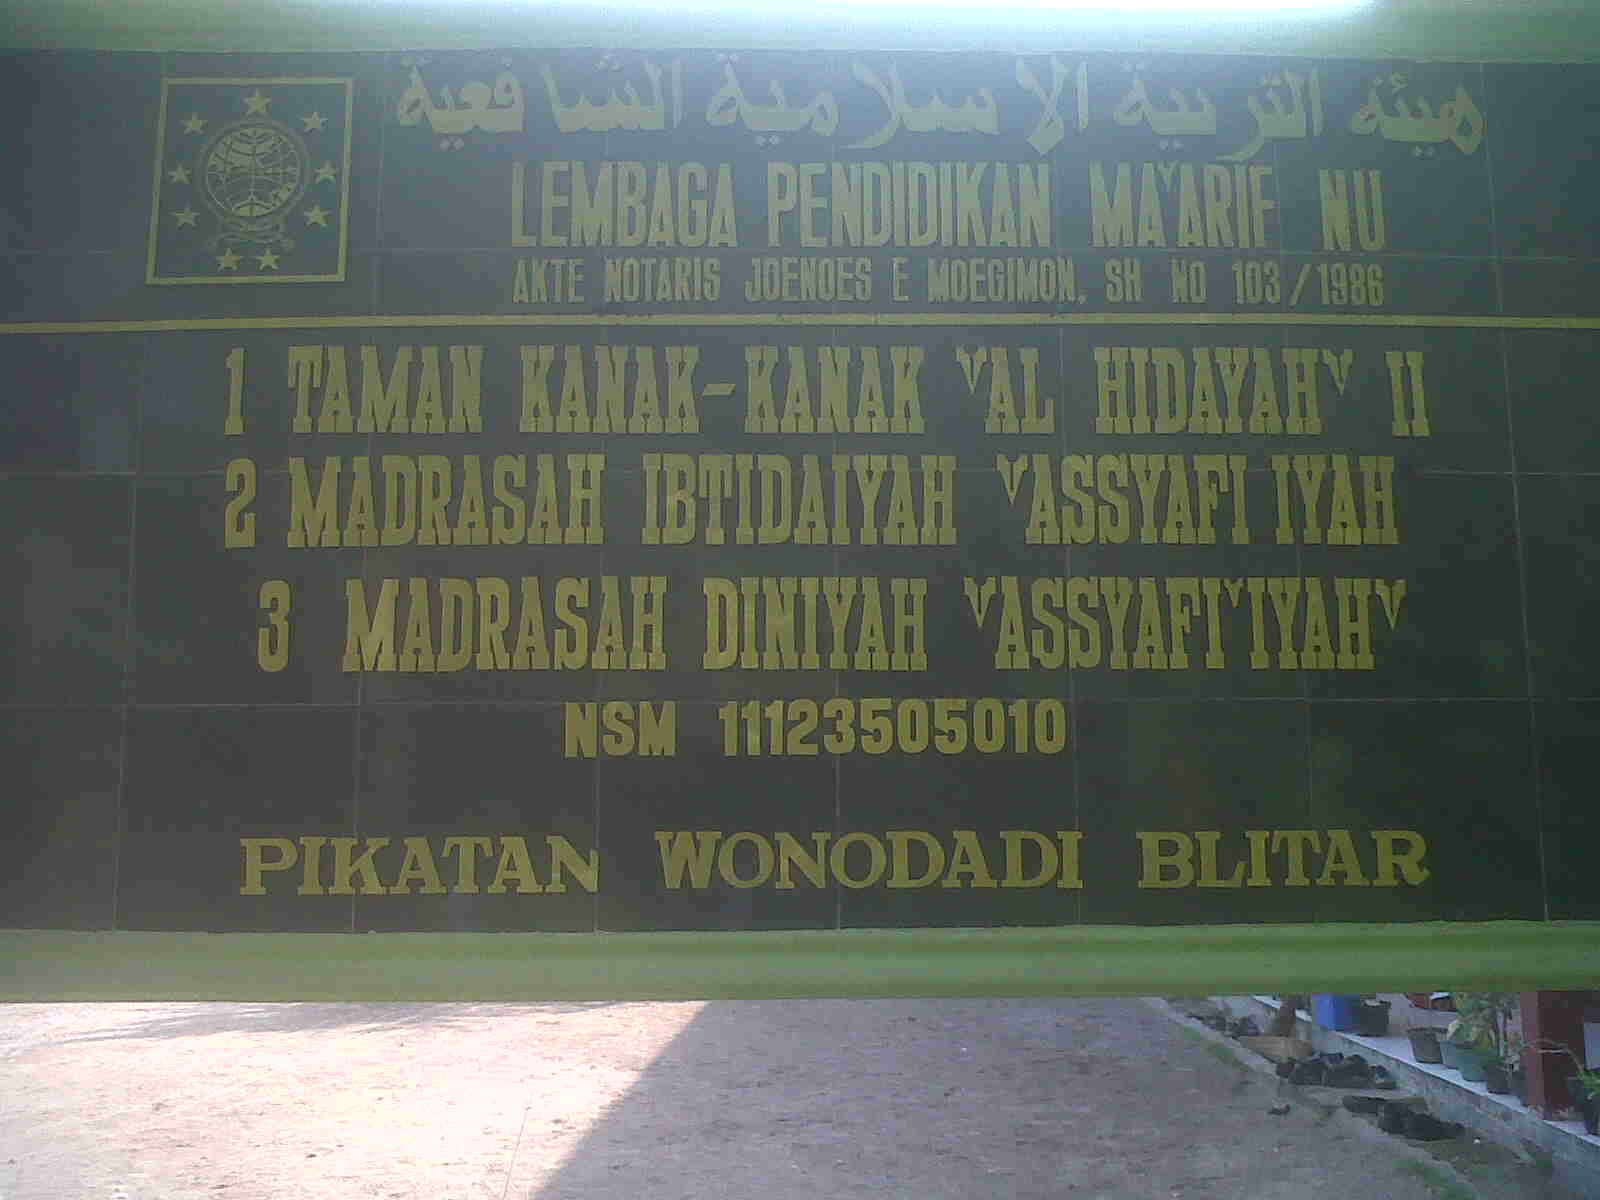 هيئة التربية الاسلامية الشافعية
LEMBAGA PENDIDIKAN MA'ARIF NU
AKTE NOTARIS JOENOES E MOEGIMON, SH NO 103/1986
1 TAMAN KANAK-KANAK "AL HIDAYAH" II
2 MADRASAH IBTIDAIYAH "ASSYAFI IYAH
3 MADRASAH DINIYAH "ASSYAFI'IYAH"
NSM 11123505010
PIKATAN WONODADI BLITAR